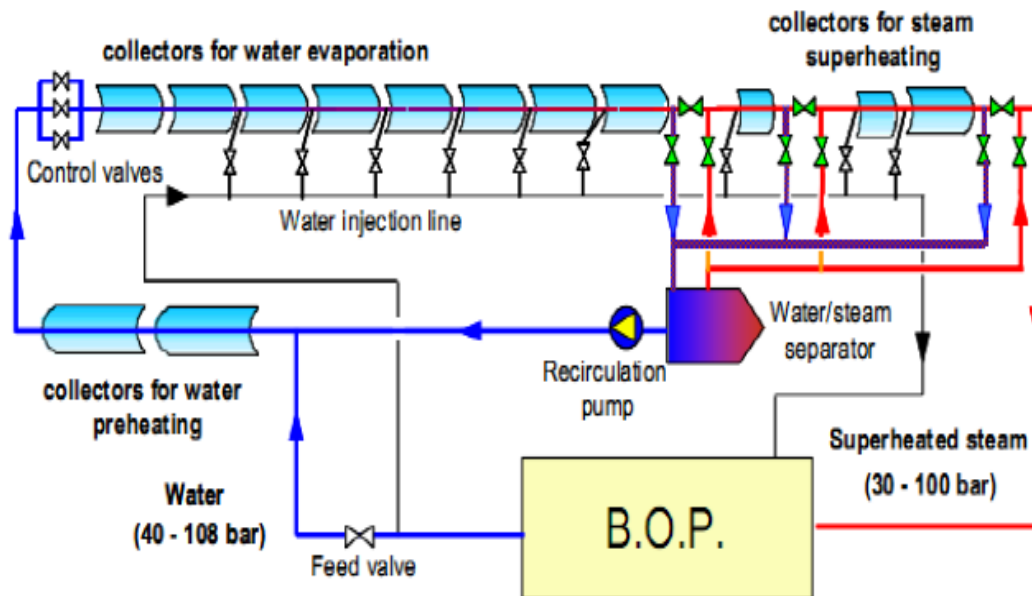 collectors for water evaporation
collectors for steam
superheating
Control valves
Water injection line
Water/steam
separator
Recirculation
pump
collectors for water
preheating
Superheated steam
(30 - 100 bar)
Water
(40 - 108 bar)
B.O.P.
Feed valve